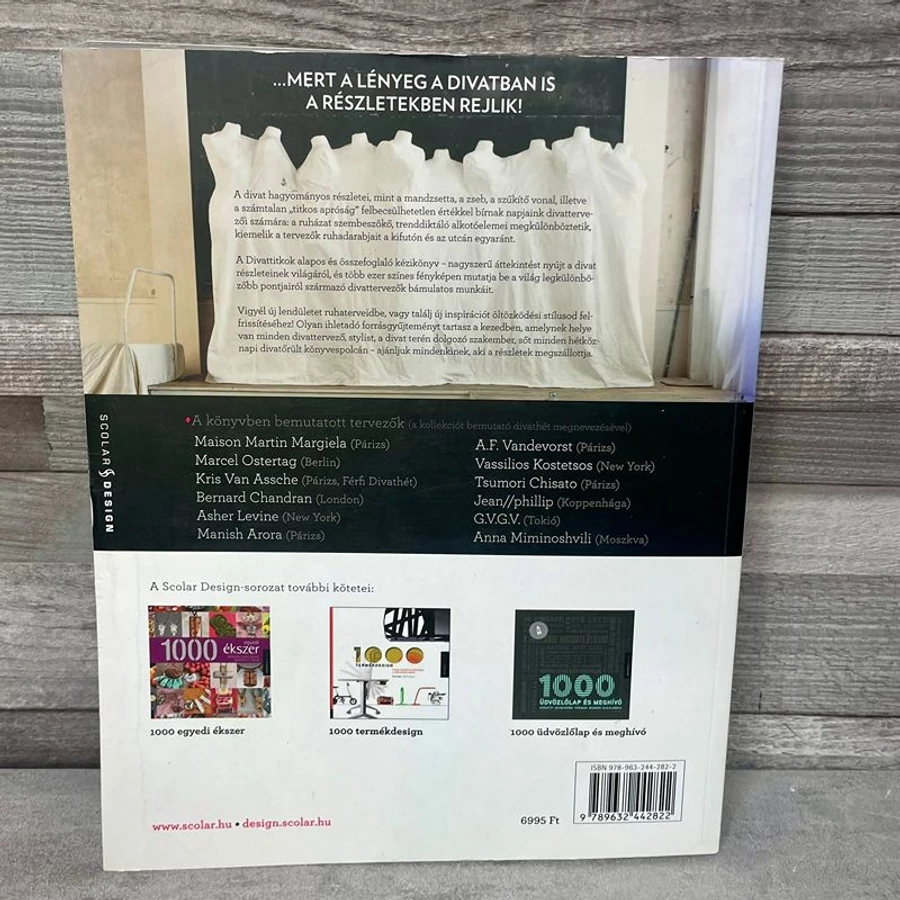 ...MERT A LÉNYEG A DIVATBAN IS
A RÉSZLETEKBEN REJLIK!
A divat hagyományos részletei, mint a mandzsetta, a zseb, a szűkítő vonal, illetve
a számtalan „titkos apróság” felbecsülhetetlen értékkel bírnak napjaink divatterve-
zői számára: a ruházat szembeszökő, trenddiktáló alkotóelemei megkülönböztetik,
kiemelik a tervezők ruhadarabjait a kifutón és az utcán egyaránt.
A Divattitkok alapos és összefoglaló kézikönyv – nagyszerű áttekintést nyújt a divat
részleteinek világáról, és több ezer színes fényképen mutatja be a világ legkülönbö-
zőbb pontjairól származó divattervezők bámulatos munkáit.
Vigyél új lendületet ruhaterveidbe, vagy találj új inspirációt öltözködési stílusod fel-
frissítéséhez! Olyan ihletadó forrásgyűjteményt tartasz a kezedben, amelynek helye
van minden divattervező, stylist, a divat terén dolgozó szakember, sőt minden hétköz-
napi divatőrült könyvespolcán – ajánljuk mindenkinek, aki a részletek megszállottja.
SCOLAR DESIGN
A könyvben bemutatott tervezők (a kollekciót bemutató divathét megnevezésével)
Maison Martin Margiela (Párizs)
Marcel Ostertag (Berlin)
Kris Van Assche (Párizs, Férfi Divathét)
Bernard Chandran (London)
Asher Levine (New York)
Manish Arora (Párizs)
A.F. Vandevorst (Párizs)
Vassilios Kostetsos (New York)
Tsumori Chisato (Párizs)
Jean//phillip (Koppenhága)
G.V.G.V. (Tokió)
Anna Miminoshvili (Moszkva)
A Scolar Design-sorozat további kötetei:
egyedi
1000 ékszer
1000
TERMÉKDESIGN
1000
ÜDVÖZLŐLAP ÉS MEGHÍVÓ
1000 egyedi ékszer
1000 termékdesign
1000 üdvözlőlap és meghívó
www.scolar.hu • design.scolar.hu
6995 Ft
ISBN 978-963-244-282-2
9 789632 442822